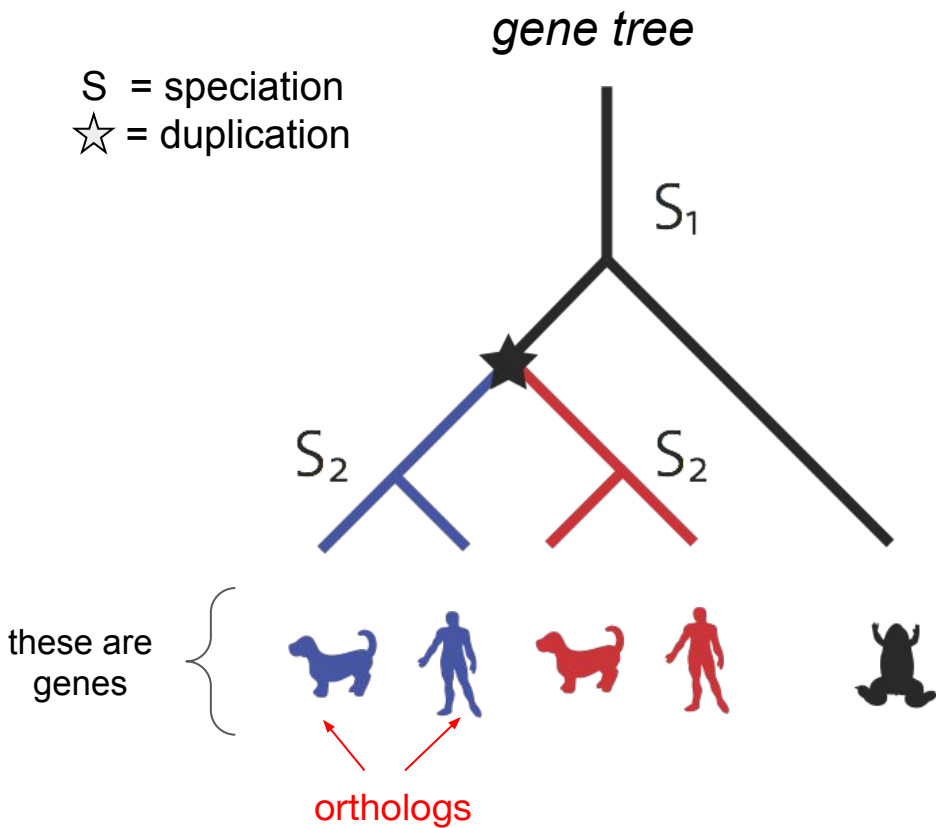 gene tree
S = speciation
☆ = duplication
S₁
S₂
S₂
these are
genes
orthologs